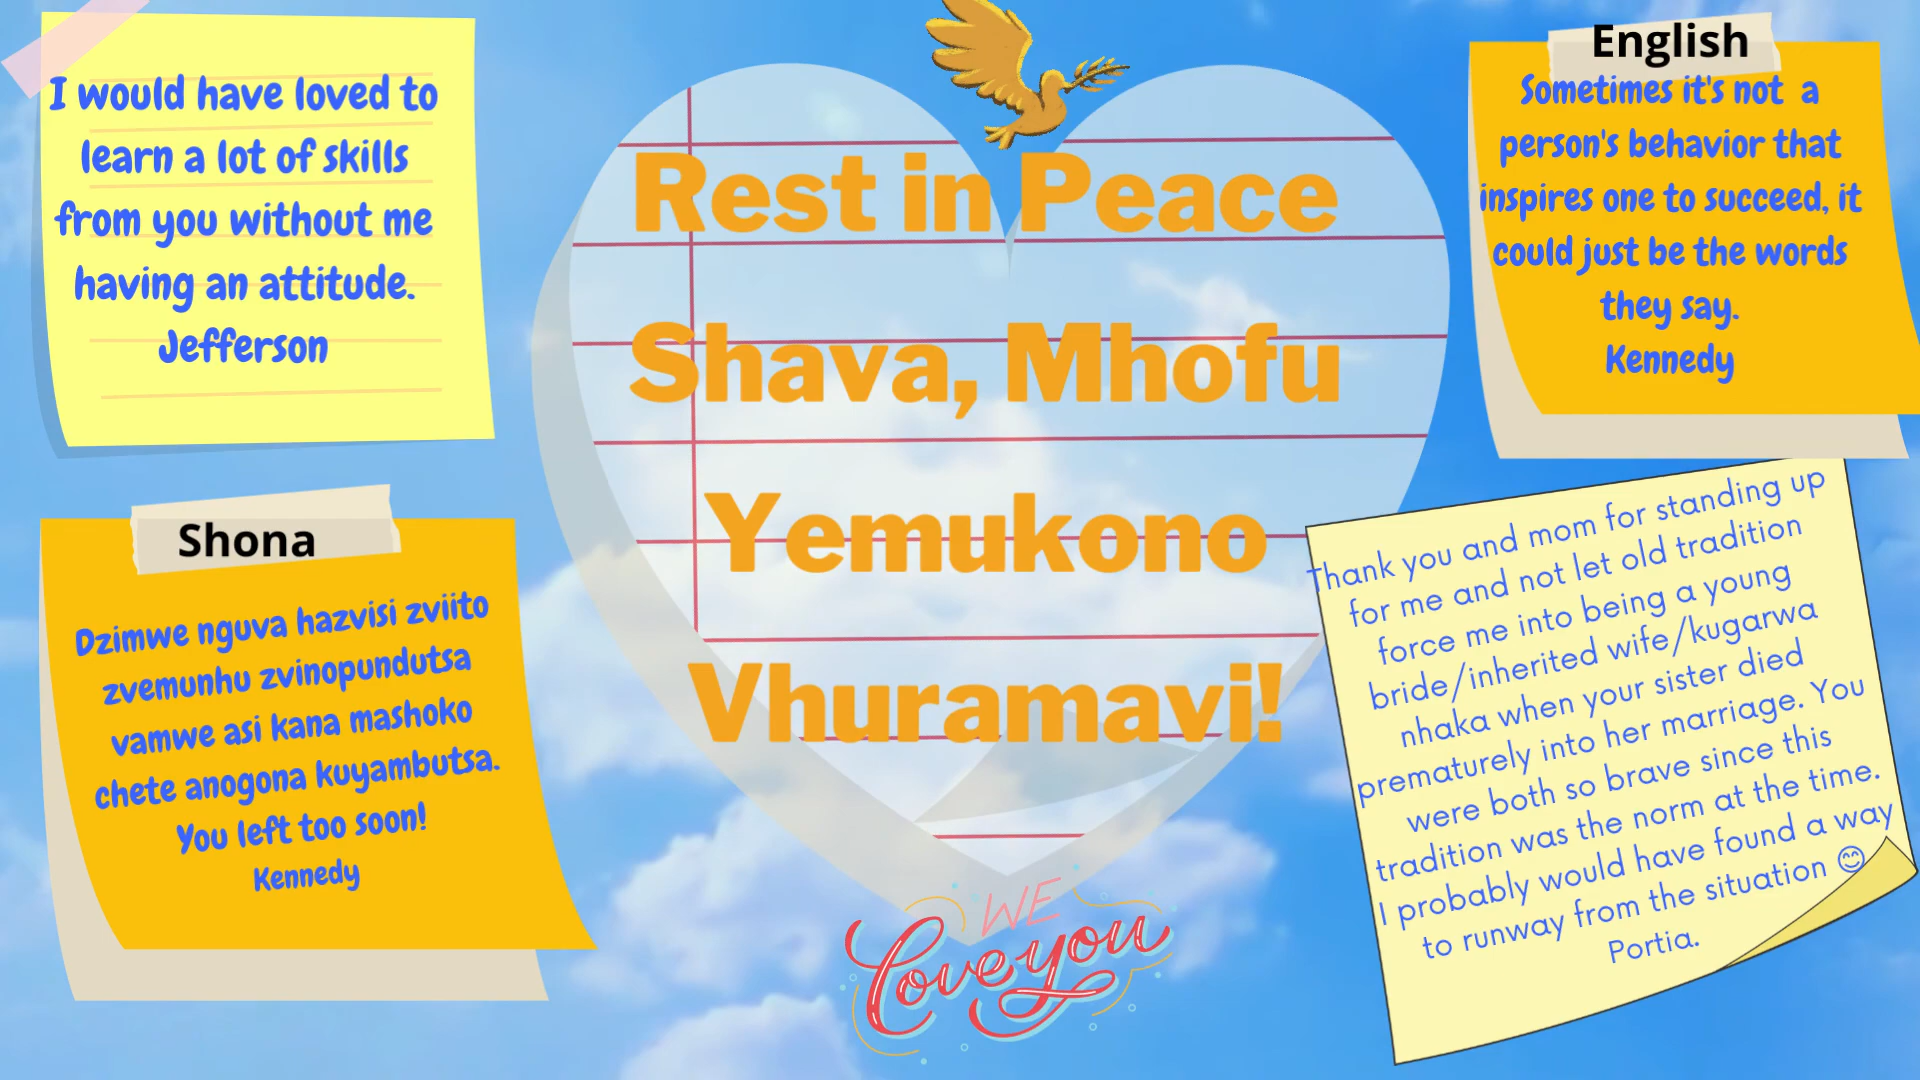 I would have loved to
learn a lot of skills
from you without me
having an attitude.
Jefferson
Shona
Dzimwe nguva hazvisi zviito
zvemunhu zvinopundutsa
vamwe asi kana mashoko
chete anogona kuyambutsa.
You left too soon!
Kennedy
Rest in Peace
Shava, Mhofu
Yemukono
Vhuramavi!
WE
Love you
English
Sometimes it's not a
person's behavior that
inspires one to succeed, it
could just be the words
they say.
Kennedy
Thank you and mom for standing up
for me and not let old tradition
force me into being a young
bride/inherited wife/kugarwa
nhaka when your sister died
prematurely into her marriage. You
were both so brave since this
tradition was the norm at the time.
I probably would have found a way
to runway from the situation 😊
Portia.